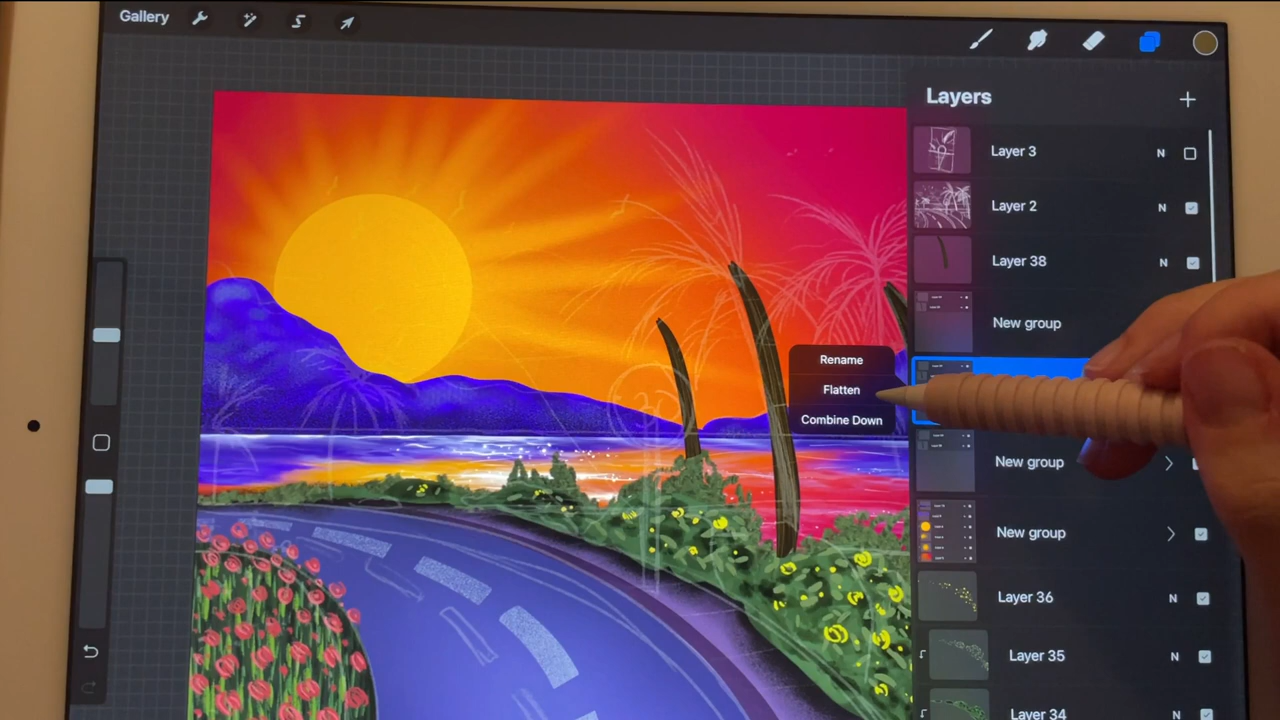 Gallery
Layers
Layer 3
N
Layer 2
N
Layer 38
N
New group
Rename
Flatten
Combine Down
New group
New group
Layer 36
N
Layer 35
N
Layer 34
N